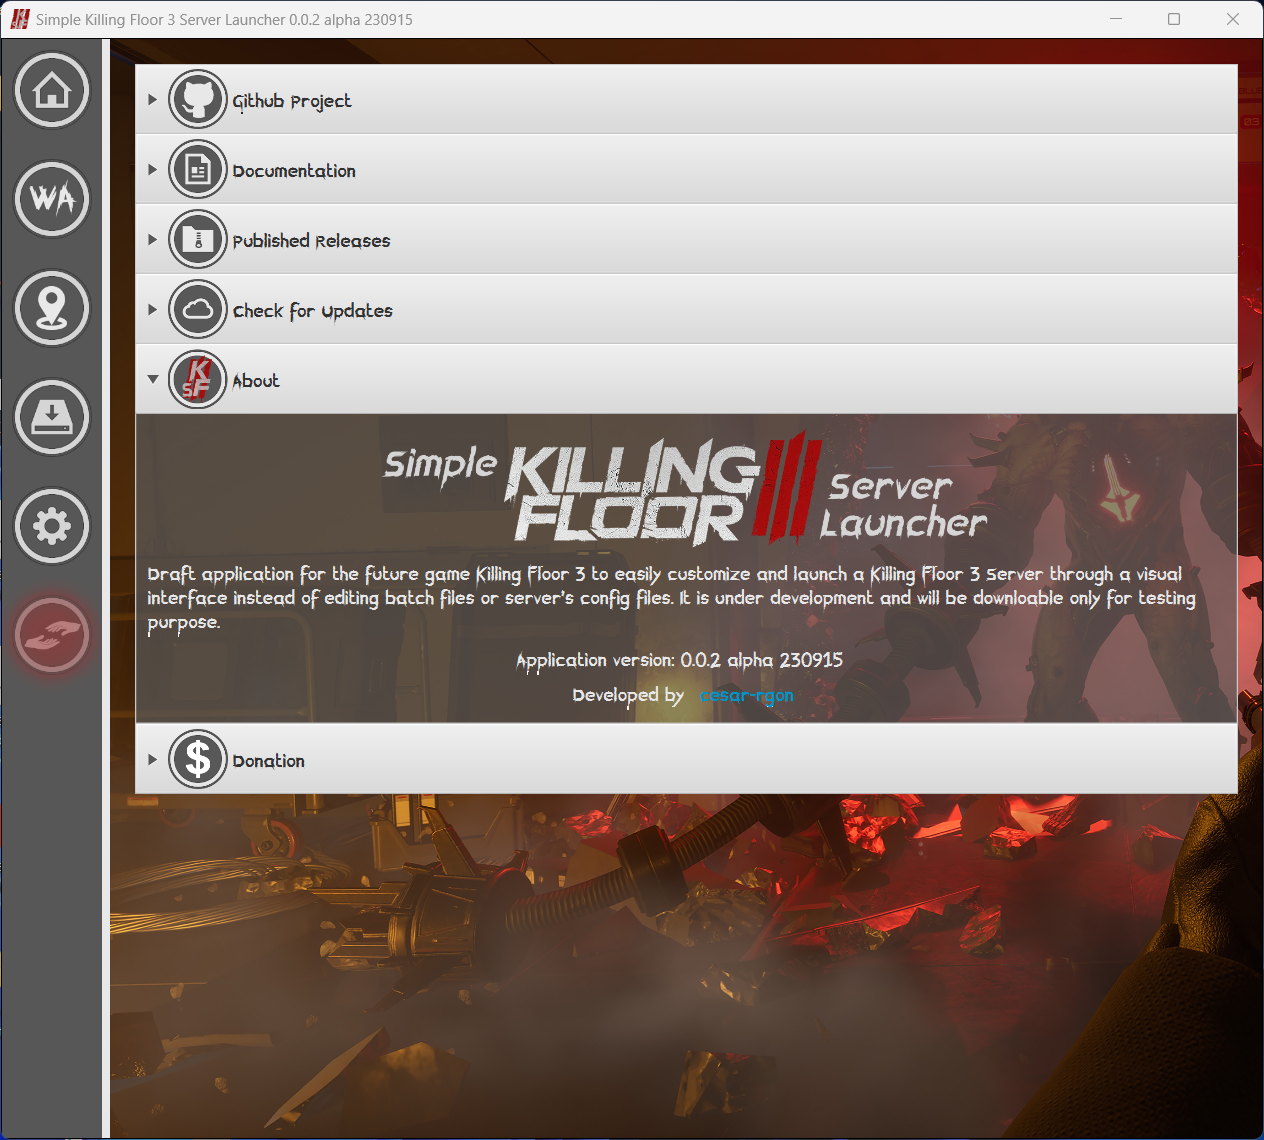 Simple Killing Floor 3 Server Launcher 0.0.2 alpha 230915
WA
Github Project
Documentation
Published Releases
Check for Updates
KSF
About
Simple KILLING FLOOR III Server Launcher
Draft application for the future game Killing Floor 3 to easily customize and launch a Killing Floor 3 Server through a visual
interface instead of editing batch files or server's config files. It is under development and will be downloable only for testing
purpose.
Application version: 0.0.2 alpha 230915
Developed by cesar-rgon
$
Donation